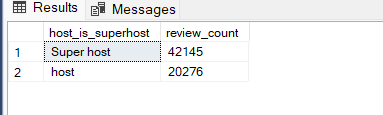 Results Messages
host_is_superhost review_count
1 Super host 42145
2 host 20276